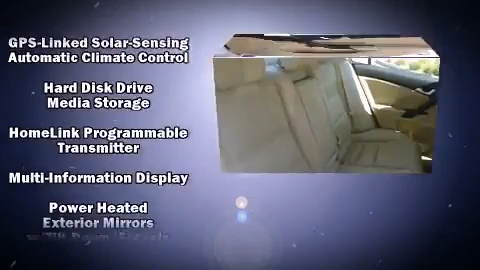 GPS-Linked Solar-Sensing
Automatic Climate Control
Hard Disk Drive
Media Storage
HomeLink Programmable
Transmitter
Multi-Information Display
Power Heated
Exterior Mirrors